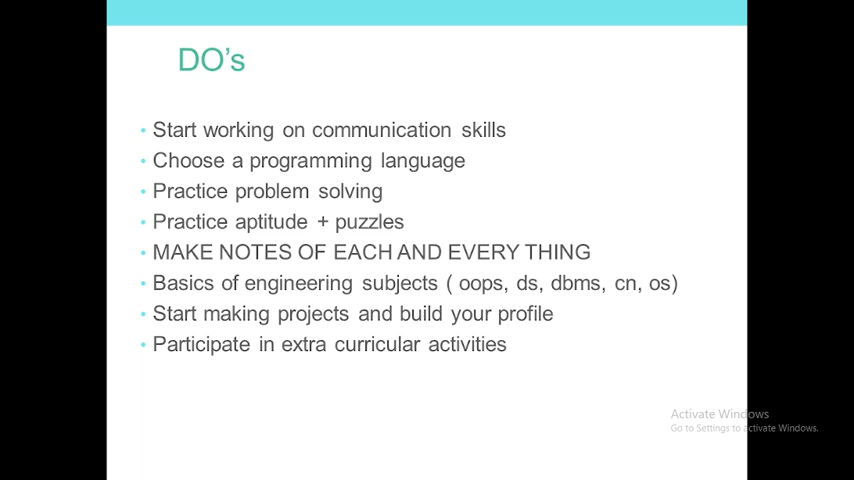 DO’s
• Start working on communication skills
• Choose a programming language
• Practice problem solving
• Practice aptitude + puzzles
• MAKE NOTES OF EACH AND EVERY THING
• Basics of engineering subjects ( oops, ds, dbms, cn, os)
• Start making projects and build your profile
• Participate in extra curricular activities
Activate Windows
Go to Settings to activate Windows.